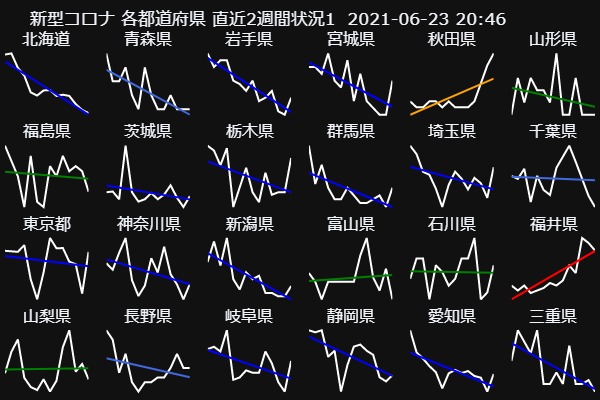 新型コロナ 各都道府県 直近2週間状況1 2021-06-23 20:46
北海道 青森県 岩手県 宮城県 秋田県 山形県
福島県 茨城県 栃木県 群馬県 埼玉県 千葉県
東京都 神奈川県 新潟県 富山県 石川県 福井県
山梨県 長野県 岐阜県 静岡県 愛知県 三重県